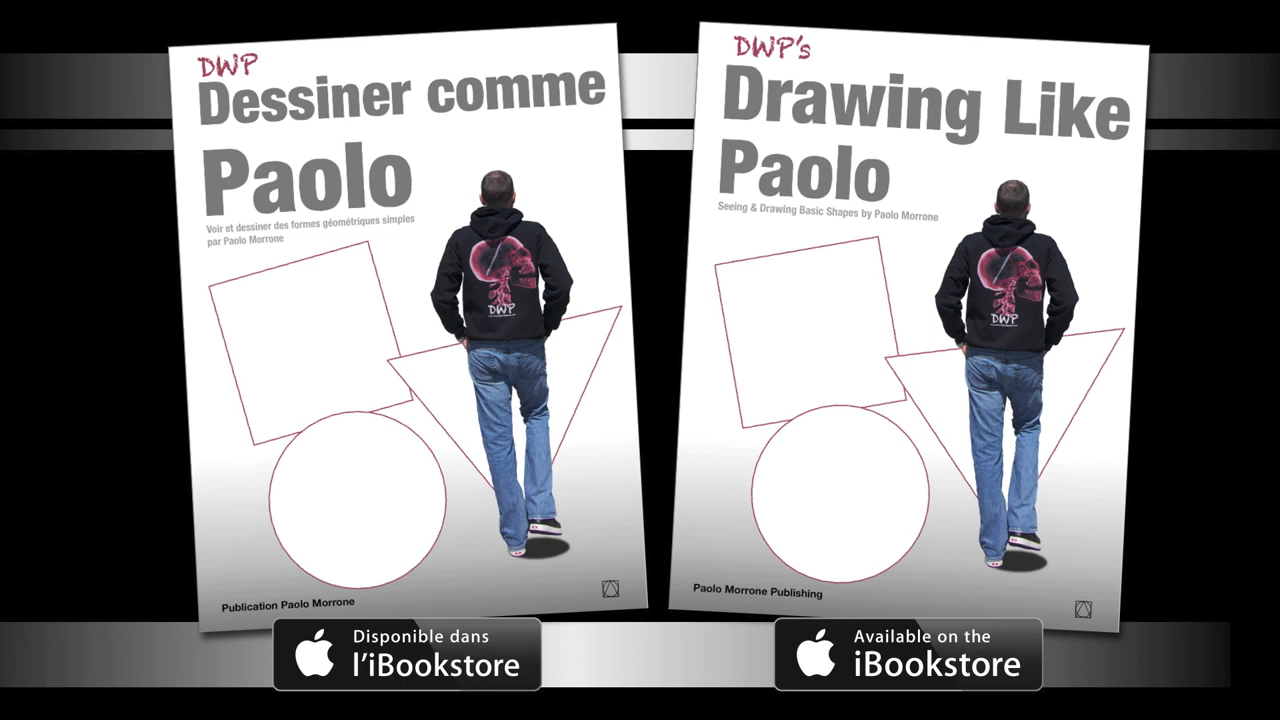 DWP
Dessiner comme
Paolo
Voir et dessiner des formes géométriques simples
par Paolo Morrone
DWP
Publication Paolo Morrone
Disponible dans
l'iBookstore
DWP's
Drawing Like
Paolo
Seeing & Drawing Basic Shapes by Paolo Morrone
DWP
Paolo Morrone Publishing
Available on the
iBookstore